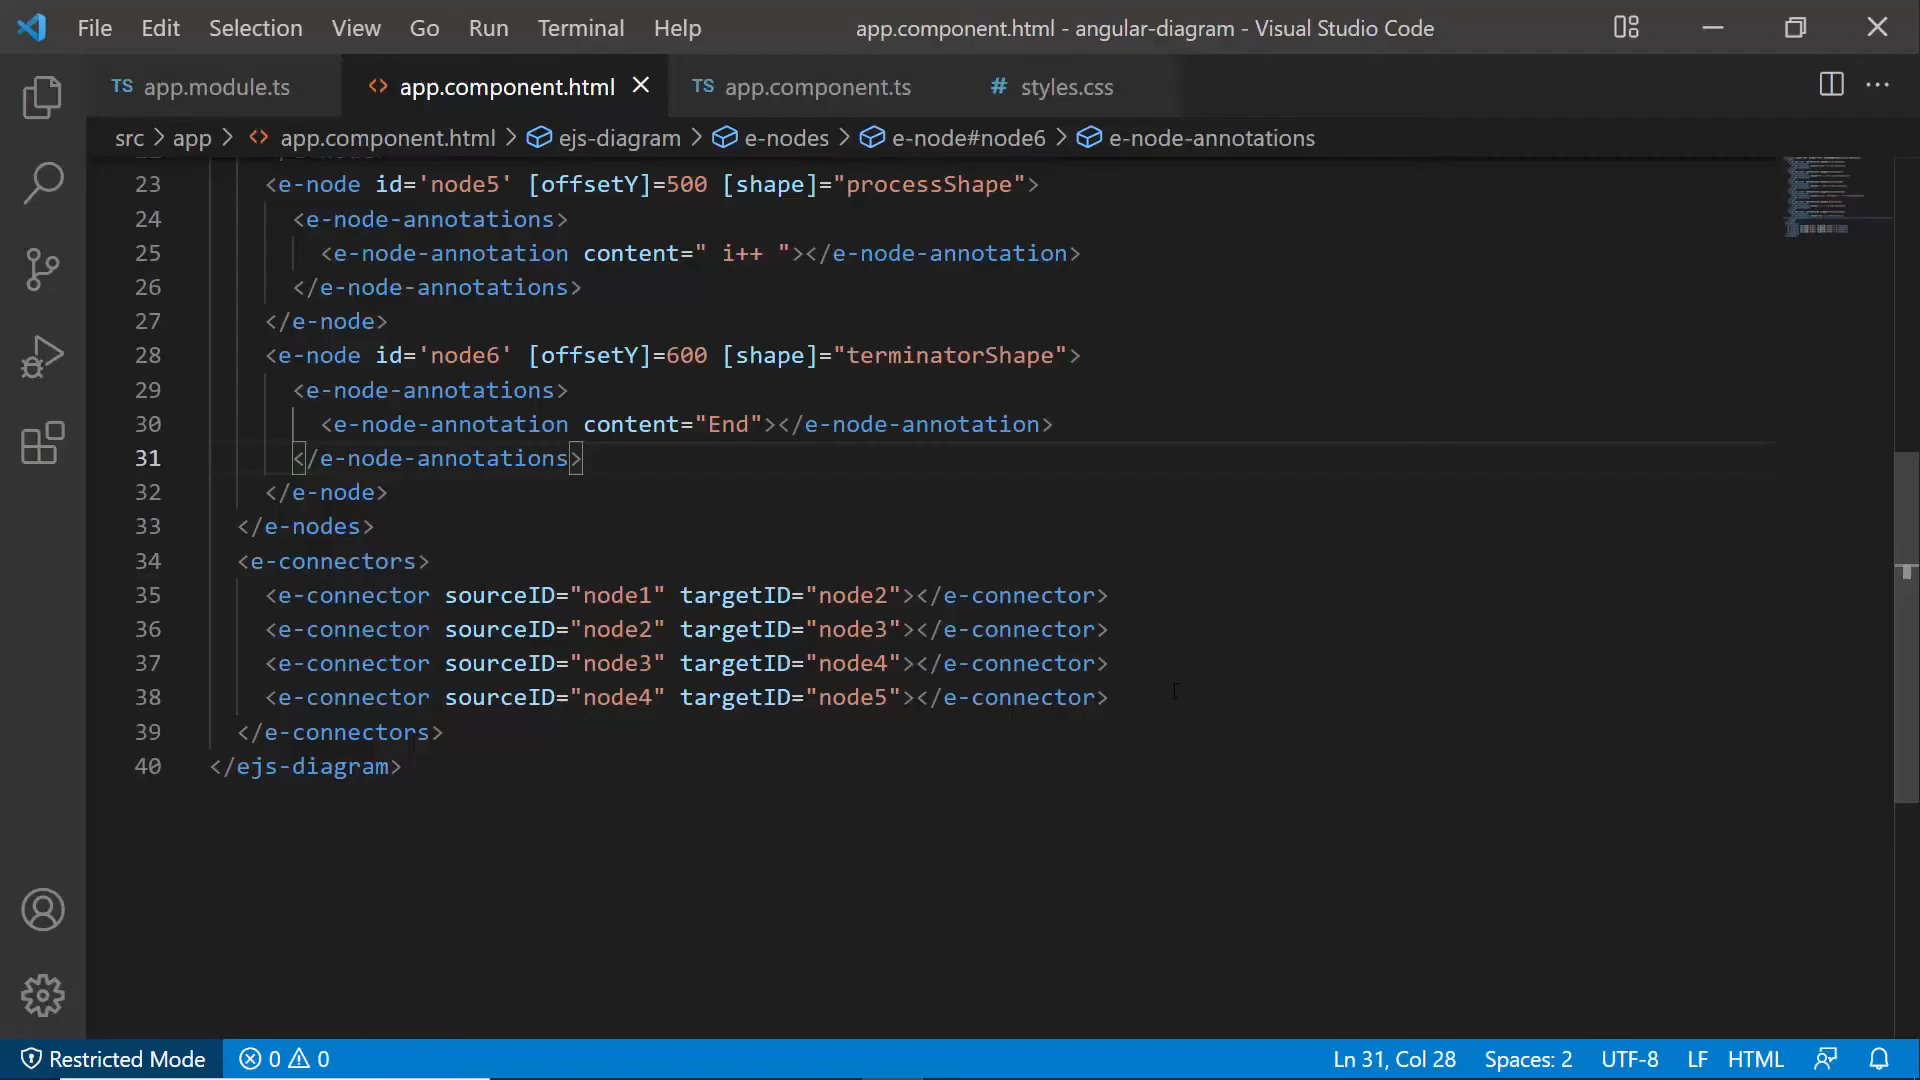 File Edit Selection View Go Run Terminal Help app.component.html - angular-diagram - Visual Studio Code
TS app.module.ts <> app.component.html TS app.component.ts # styles.css
src > app > <> app.component.html > ejs-diagram > e-nodes > e-node#node6 > e-node-annotations
23 <e-node id='node5' [offsetY]=500 [shape]="processShape">
24 <e-node-annotations>
25 <e-node-annotation content=" i++ "></e-node-annotation>
26 </e-node-annotations>
27 </e-node>
28 <e-node id='node6' [offsetY]=600 [shape]="terminatorShape">
29 <e-node-annotations>
30 <e-node-annotation content="End"></e-node-annotation>
31 </e-node-annotations>
32 </e-node>
33 </e-nodes>
34 <e-connectors>
35 <e-connector sourceID="node1" targetID="node2"></e-connector>
36 <e-connector sourceID="node2" targetID="node3"></e-connector>
37 <e-connector sourceID="node3" targetID="node4"></e-connector>
38 <e-connector sourceID="node4" targetID="node5"></e-connector>
39 </e-connectors>
40 </ejs-diagram>
Restricted Mode 0 0 Ln 31, Col 28 Spaces: 2 UTF-8 LF HTML